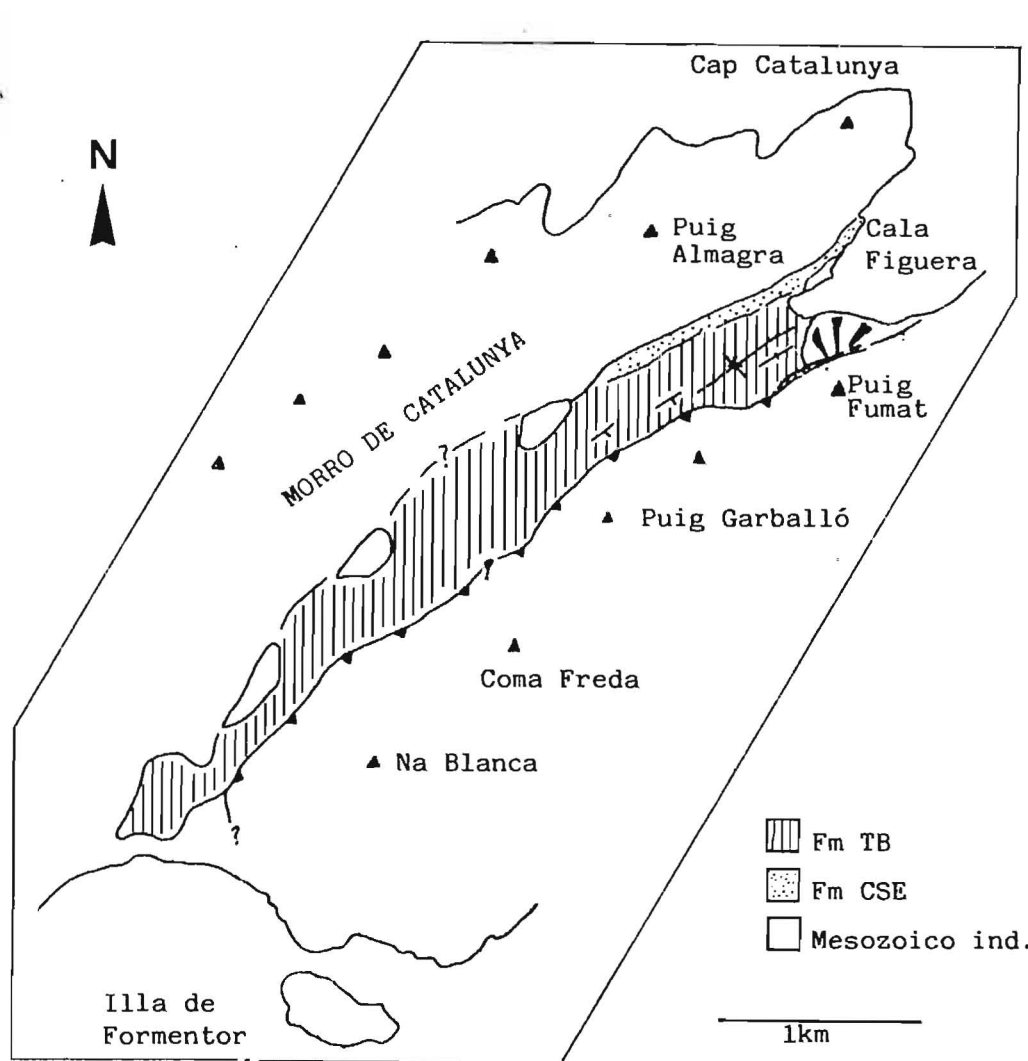 Cap Catalunya
N
Puig
Almagra
Cala
Figuera
MORRO DE CATALUNYA
Puig
Fumat
?
Puig Garballó
?
Coma Freda
Na Blanca
?
Fm TB
Fm CSE
Mesozoico ind.
Illa de
Formentor
1km